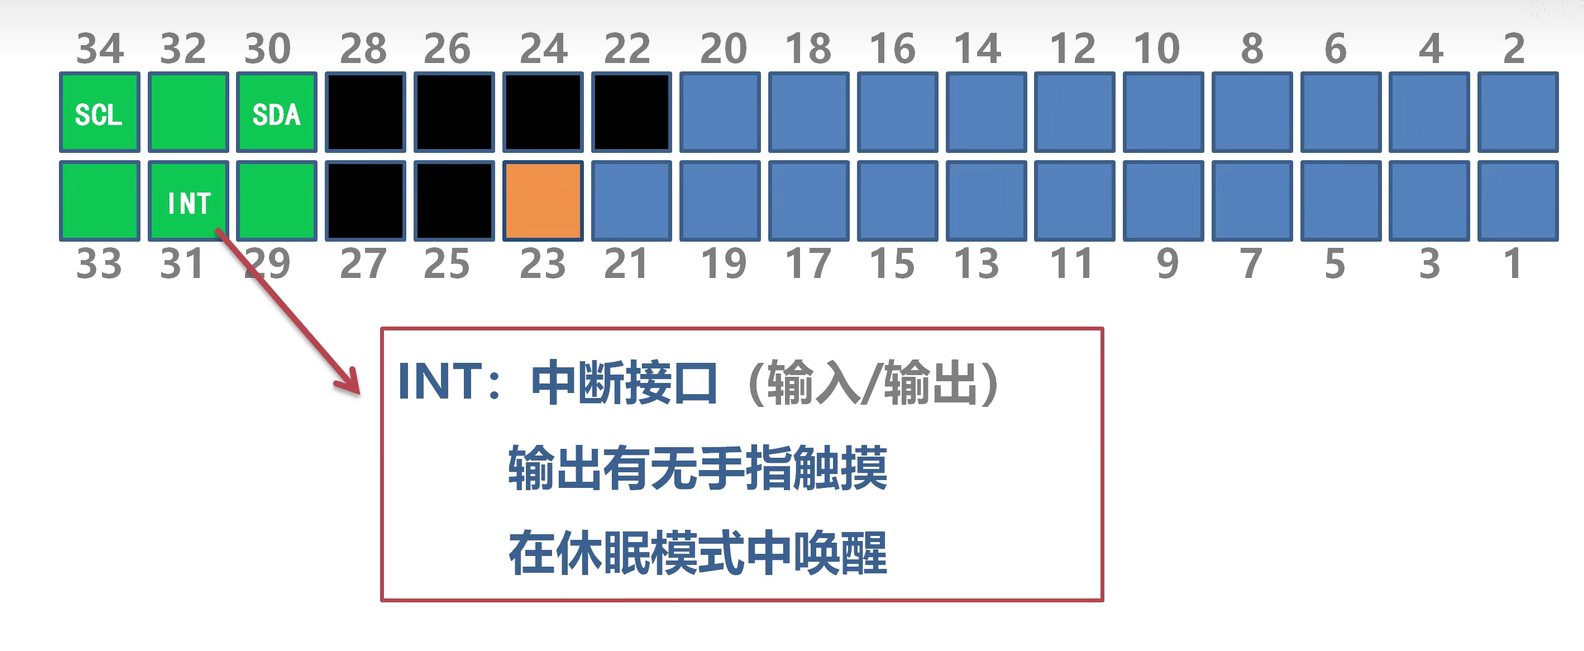 34 32 30 28 26 24 22 20 18 16 14 12 10 8 6 4 2
SCL SDA
INT
33 31 29 27 25 23 21 19 17 15 13 11 9 7 5 3 1
INT：中断接口（输入/输出）
输出有无手指触摸
在休眠模式中唤醒